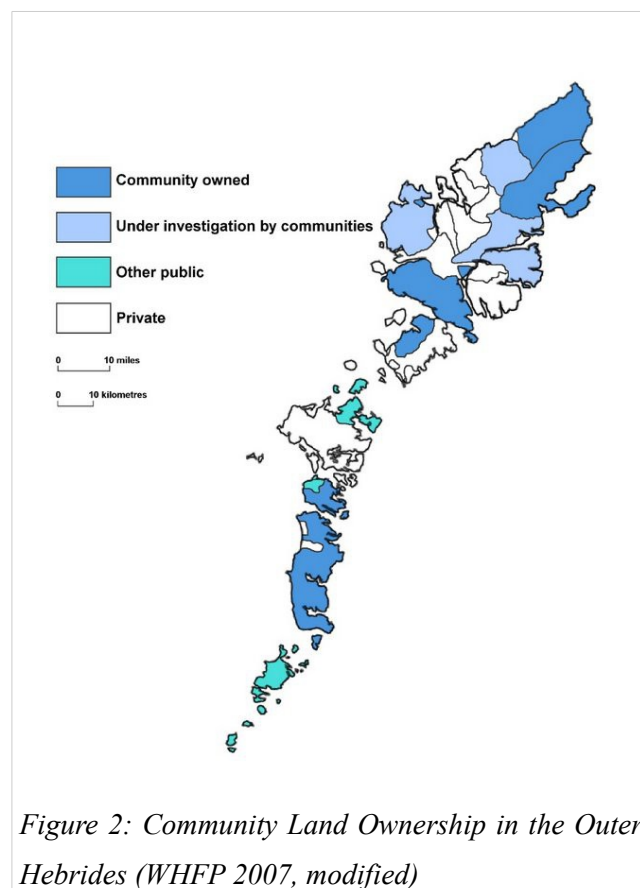 Community owned
Under investigation by communities
Other public
Private
0 10 miles
0 10 kilometres
Figure 2: Community Land Ownership in the Outer
Hebrides (WHFP 2007, modified)